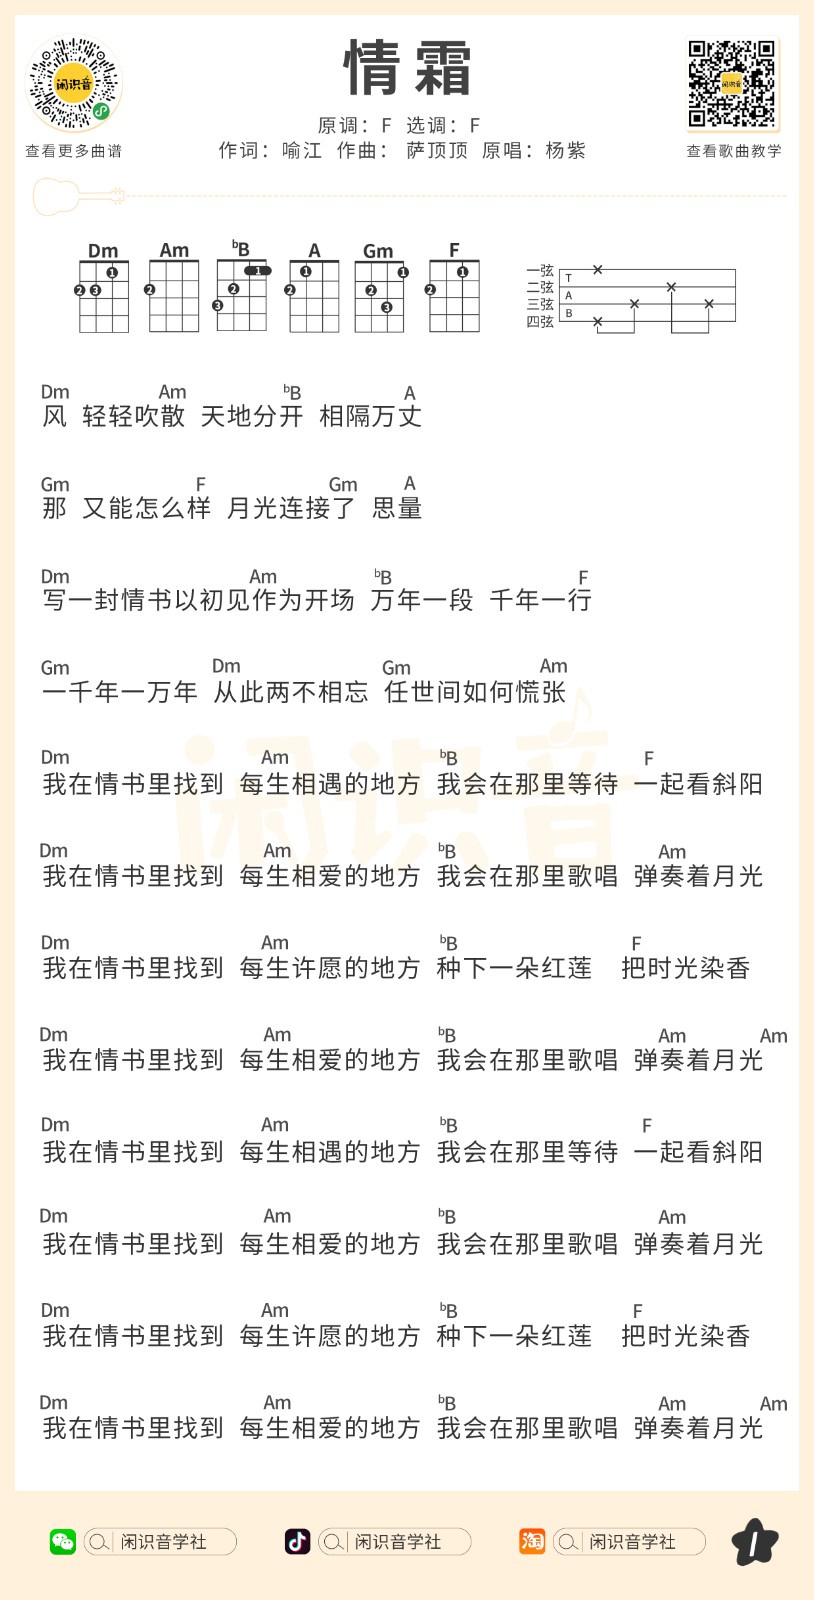 闲识音
查看更多曲谱
情霜
原调：F 选调：F
作词：喻江 作曲：萨顶顶 原唱：杨紫
闲识音
查看歌曲教学
Dm Am ᵇB A Gm F
1 2 3
2
1 2 3
1 2
1 2 3
1 2
一弦
二弦
三弦
四弦
T
A
B
Dm Am ᵇB A
风 轻轻吹散 天地分开 相隔万丈
Gm F Gm A
那 又能怎么样 月光连接了 思量
Dm Am ᵇB F
写一封情书以初见作为开场 万年一段 千年一行
Gm Dm Gm Am
一千年一万年 从此两不相忘 任世间如何慌张
Dm Am ᵇB F
我在情书里找到 每生相遇的地方 我会在那里等待 一起看斜阳
Dm Am ᵇB Am
我在情书里找到 每生相爱的地方 我会在那里歌唱 弹奏着月光
Dm Am ᵇB F
我在情书里找到 每生许愿的地方 种下一朵红莲 把时光染香
Dm Am ᵇB Am Am
我在情书里找到 每生相爱的地方 我会在那里歌唱 弹奏着月光
Dm Am ᵇB F
我在情书里找到 每生相遇的地方 我会在那里等待 一起看斜阳
Dm Am ᵇB Am
我在情书里找到 每生相爱的地方 我会在那里歌唱 弹奏着月光
Dm Am ᵇB F
我在情书里找到 每生许愿的地方 种下一朵红莲 把时光染香
Dm Am ᵇB Am Am
我在情书里找到 每生相爱的地方 我会在那里歌唱 弹奏着月光
闲识音
闲识音学社
闲识音学社
淘 闲识音学社
1